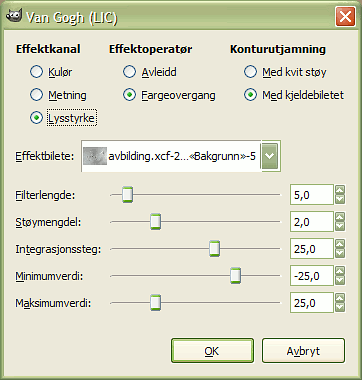 Van Gogh (LIC)
Effektkanal Effektoperatør Konturutjamning
Kulør Avleidd Med kvit støy
Metning Fargeovergang Med kjeldebiletet
Lysstyrke
Effektbilete: avbilding.xcf-2...«Bakgrunn»-5
Filterlengde: 5,0
Støymengdel: 2,0
Integrasjonssteg: 25,0
Minimumverdi: -25,0
Maksimumverdi: 25,0
OK Avbryt